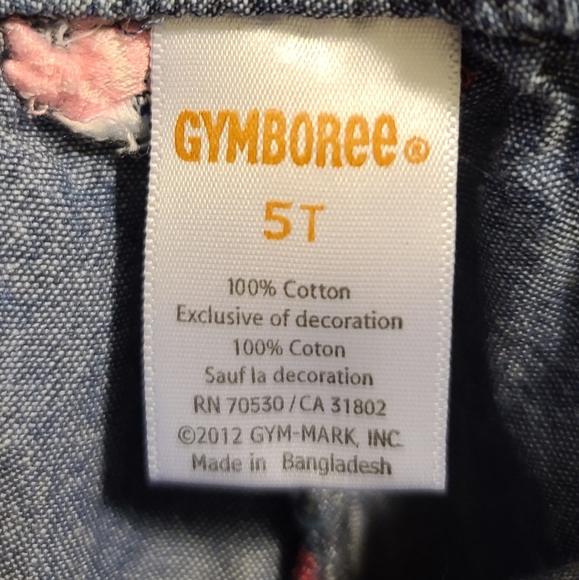 GYMBOREE®
5T
100% Cotton
Exclusive of decoration
100% Coton
Sauf la decoration
RN 70530/CA 31802
©2012 GYM-MARK, INC.
Made in Bangladesh